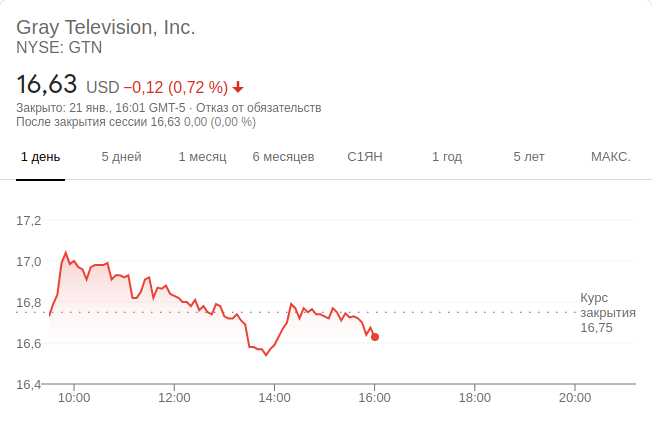 Gray Television, Inc.
NYSE: GTN
16,63 USD −0,12 (0,72 %)
Закрыто: 21 янв., 16:01 GMT-5 · Отказ от обязательств
После закрытия сессии 16,63 0,00 (0,00 %)
1 день 5 дней 1 месяц 6 месяцев С1ЯН 1 год 5 лет МАКС.
17,2
17,0
16,8
Курс
закрытия
16,75
16,6
16,4
10:00 12:00 14:00 16:00 18:00 20:00